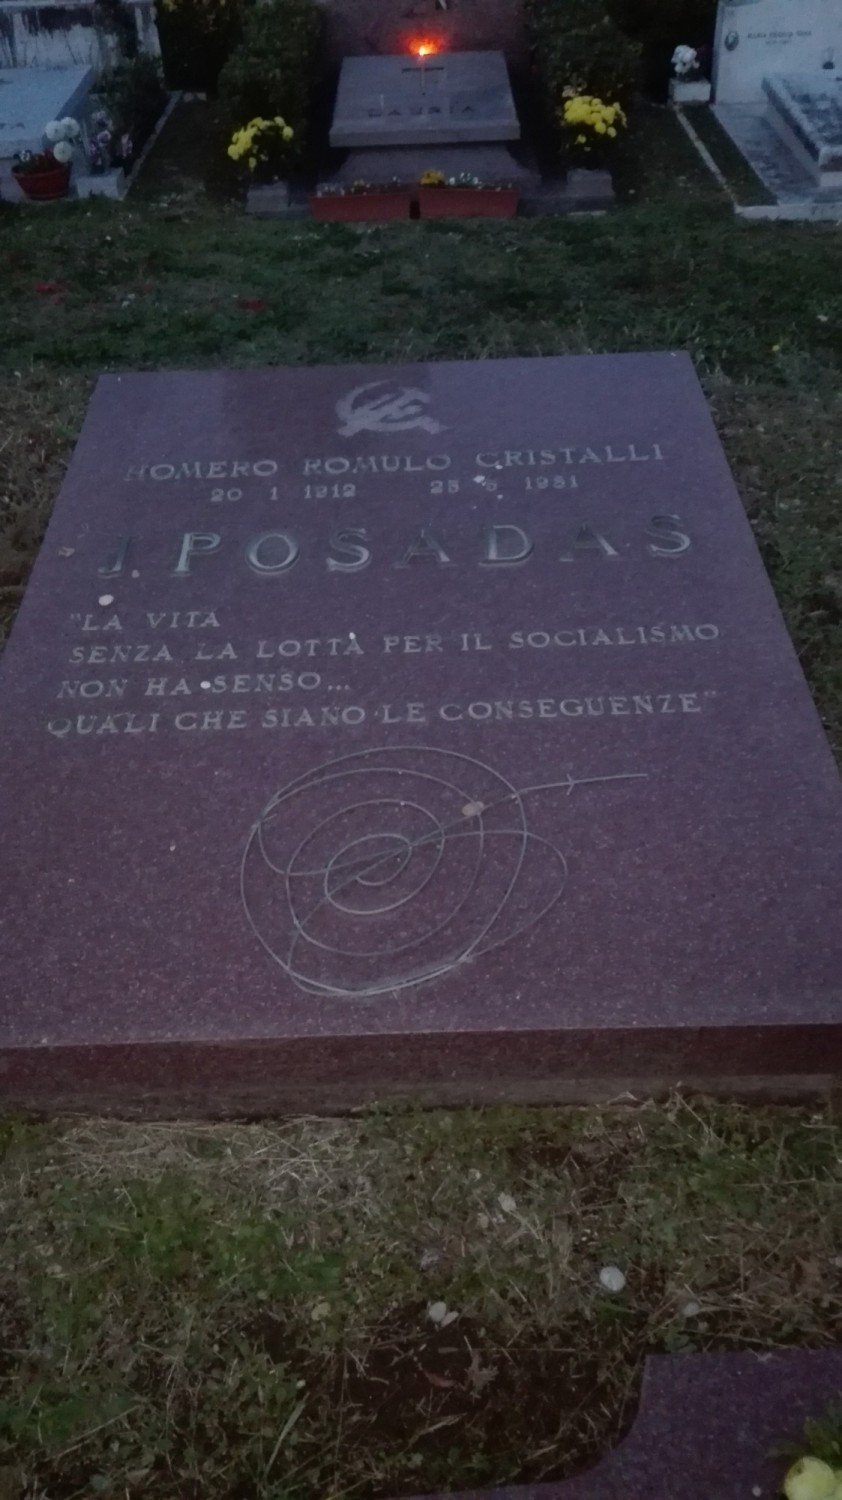 HOMERO ROMULO CRISTALLI
20 1 1912 25 5 1981
J. POSADAS
"LA VITA
SENZA LA LOTTA PER IL SOCIALISMO
NON HA SENSO...
QUALI CHE SIANO LE CONSEGUENZE"